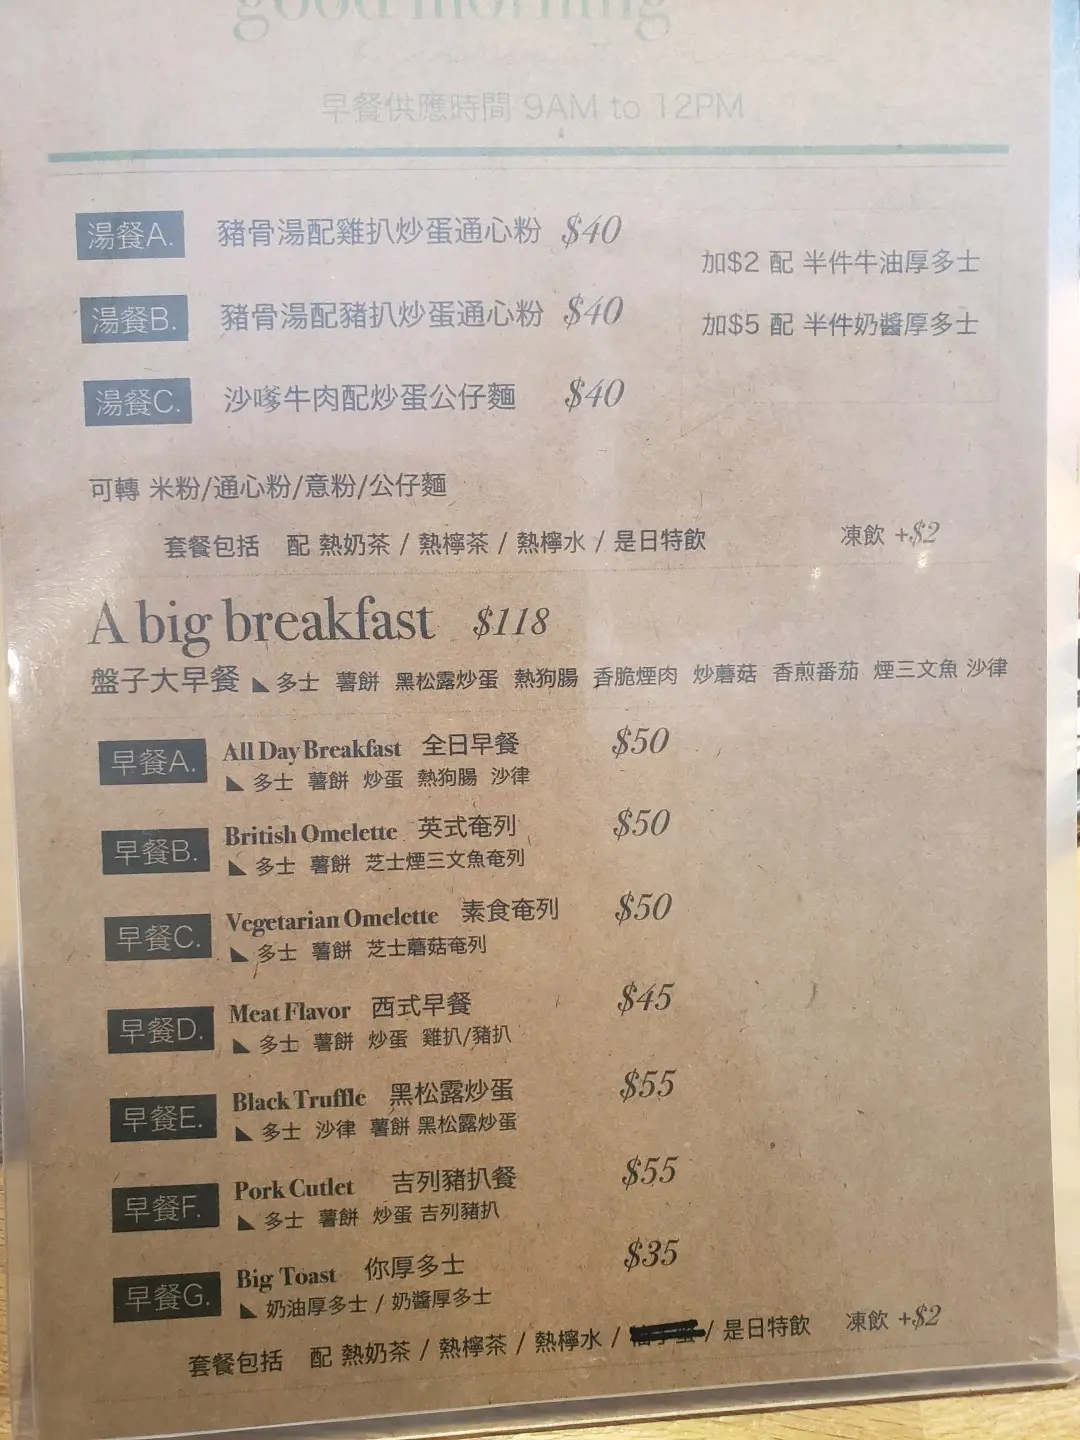 good morning
早餐供應時間 9AM to 12PM
湯餐A. 豬骨湯配雞扒炒蛋通心粉 $40
加$2 配 半件牛油厚多士
湯餐B. 豬骨湯配豬扒炒蛋通心粉 $40
加$5 配 半件奶醬厚多士
湯餐C. 沙嗲牛肉配炒蛋公仔麵 $40
可轉 米粉/通心粉/意粉/公仔麵
套餐包括 配 熱奶茶 / 熱檸茶 / 熱檸水 / 是日特飲 凍飲 +$2
A big breakfast $118
盤子大早餐 ◣ 多士 薯餅 黑松露炒蛋 熱狗腸 香脆煙肉 炒蘑菇 香煎番茄 煙三文魚 沙律
早餐A. All Day Breakfast 全日早餐 $50
◣ 多士 薯餅 炒蛋 熱狗腸 沙律
早餐B. British Omelette 英式奄列 $50
◣ 多士 薯餅 芝士煙三文魚奄列
早餐C. Vegetarian Omelette 素食奄列 $50
◣ 多士 薯餅 芝士蘑菇奄列
早餐D. Meat Flavor 西式早餐 $45
◣ 多士 薯餅 炒蛋 雞扒/豬扒
早餐E. Black Truffle 黑松露炒蛋 $55
◣ 多士 沙律 薯餅 黑松露炒蛋
早餐F. Pork Cutlet 吉列豬扒餐 $55
◣ 多士 薯餅 炒蛋 吉列豬扒
早餐G. Big Toast 你厚多士 $35
◣ 奶油厚多士 / 奶醬厚多士
套餐包括 配 熱奶茶 / 熱檸茶 / 熱檸水 / / 是日特飲 凍飲 +$2